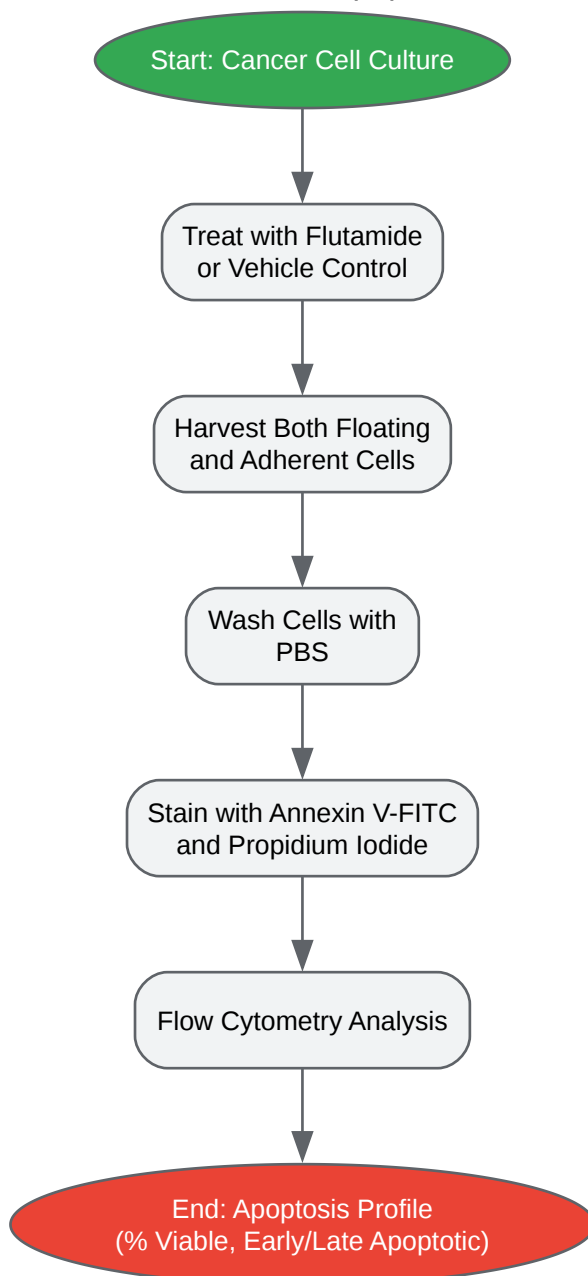 Start: Cancer Cell Culture
Treat with Flutamide
or Vehicle Control
Harvest Both Floating
and Adherent Cells
Wash Cells with
PBS
Stain with Annexin V-FITC
and Propidium Iodide
Flow Cytometry Analysis
End: Apoptosis Profile
(% Viable, Early/Late Apoptotic)